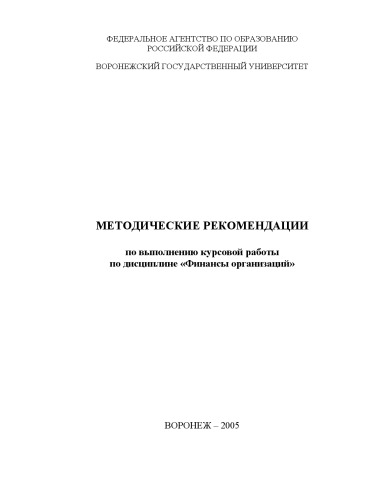 ФЕДЕРАЛЬНОЕ АГЕНТСТВО ПО ОБРАЗОВАНИЮ
РОССИЙСКОЙ ФЕДЕРАЦИИ
ВОРОНЕЖСКИЙ ГОСУДАРСТВЕННЫЙ УНИВЕРСИТЕТ
МЕТОДИЧЕСКИЕ РЕКОМЕНДАЦИИ
по выполнению курсовой работы
по дисциплине «Финансы организаций»
ВОРОНЕЖ – 2005